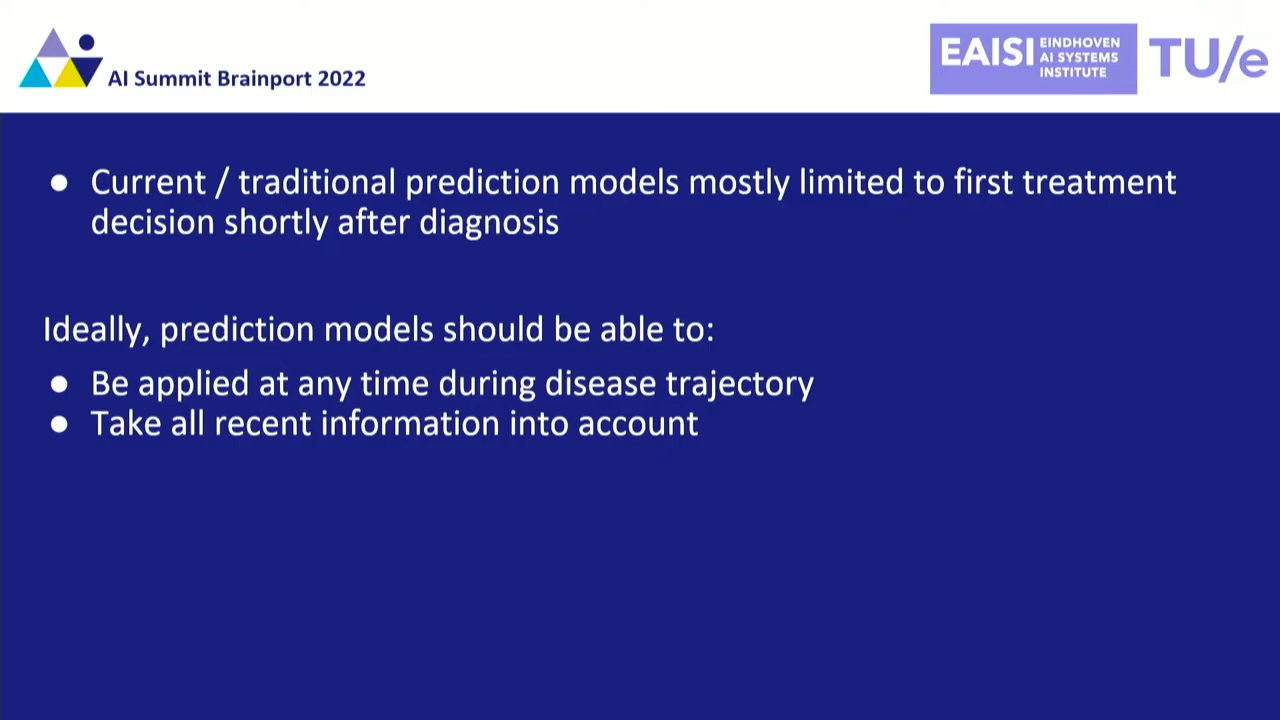 AI Summit Brainport 2022
EAISI
EINDHOVEN
AI SYSTEMS
INSTITUTE
TU/e
● Current / traditional prediction models mostly limited to first treatment
decision shortly after diagnosis
Ideally, prediction models should be able to:
● Be applied at any time during disease trajectory
● Take all recent information into account